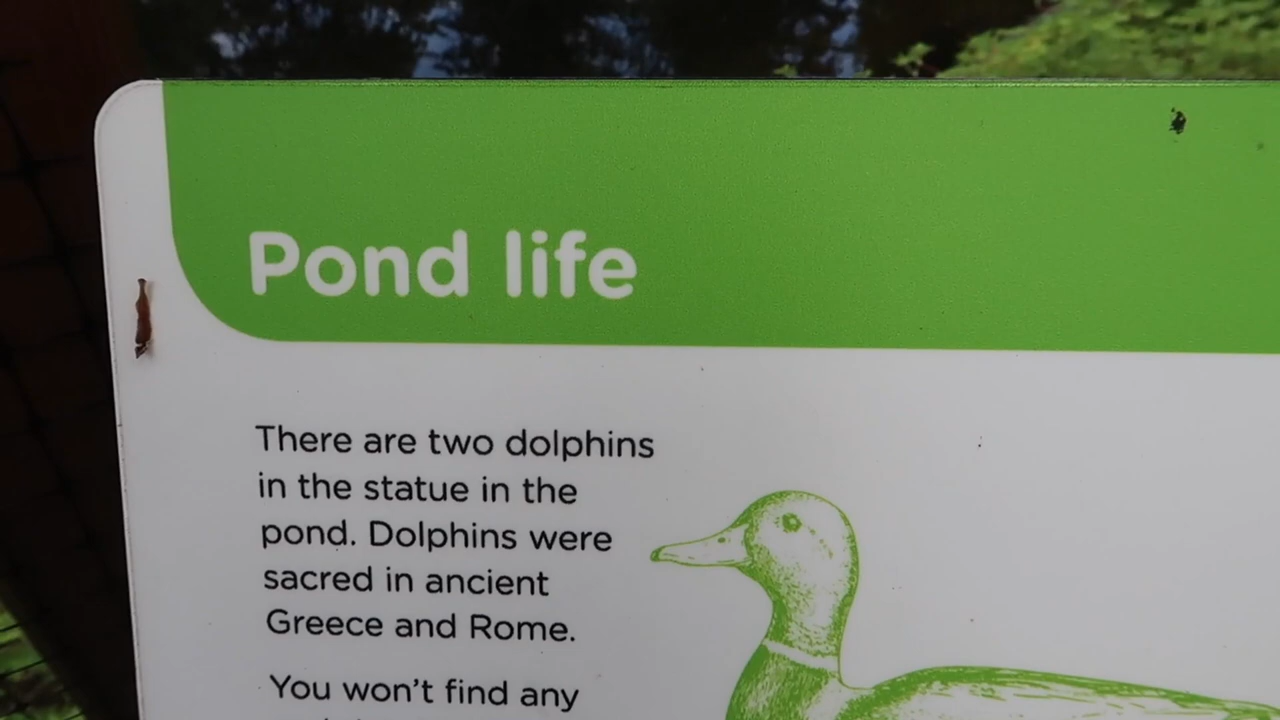 Pond life
There are two dolphins
in the statue in the
pond. Dolphins were
sacred in ancient
Greece and Rome.
You won't find any